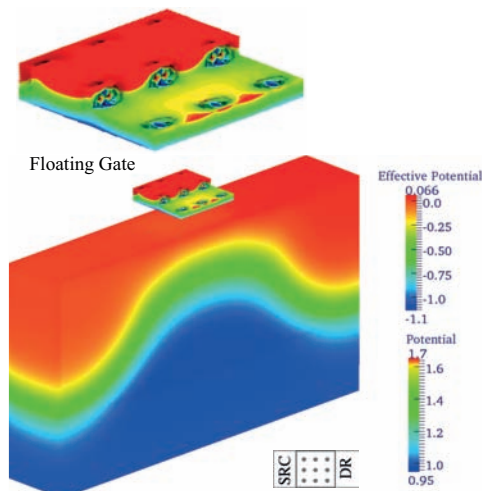 Floating Gate
Effective Potential
0.066
0.0
-0.25
-0.50
-0.75
-1.0
-1.1
Potential
1.7
1.6
1.4
1.2
1.0
0.95
SRC
DR